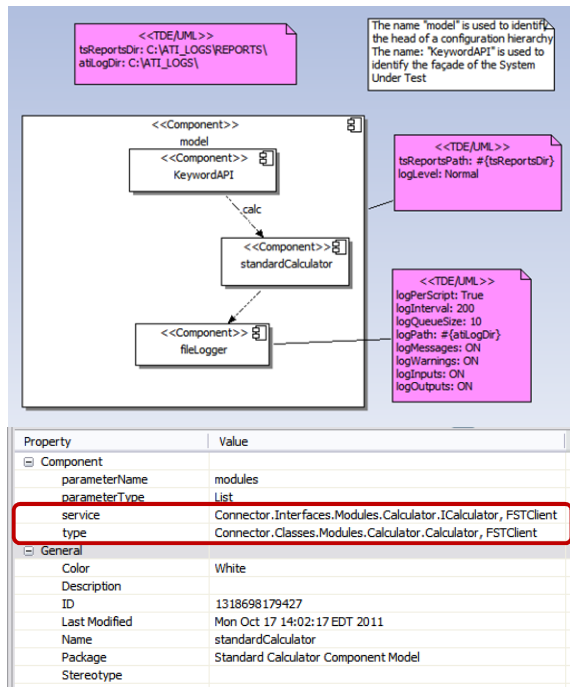 <<TDE/UML>>
tsReportsDir: C:\ATI_LOGS\REPORTS\
atiLogDir: C:\ATI_LOGS\
The name "model" is used to identify
the head of a configuration hierarchy
The name: "KeywordAPI" is used to
identify the façade of the System
Under Test
<<Component>>
model
<<Component>>
KeywordAPI
calc
<<Component>>
standardCalculator
<<Component>>
fileLogger
<<TDE/UML>>
tsReportsPath: #{tsReportsDir}
logLevel: Normal
<<TDE/UML>>
logPerScript: True
logInterval: 200
logQueueSize: 10
logPath: #{atiLogDir}
logMessages: ON
logWarnings: ON
logInputs: ON
logOutputs: ON
Property Value
Component
parameterName modules
parameterType List
service Connector.Interfaces.Modules.Calculator.ICalculator, FSTClient
type Connector.Classes.Modules.Calculator.Calculator, FSTClient
General
Color White
Description
ID 1318698179427
Last Modified Mon Oct 17 14:02:17 EDT 2011
Name standardCalculator
Package Standard Calculator Component Model
Stereotype